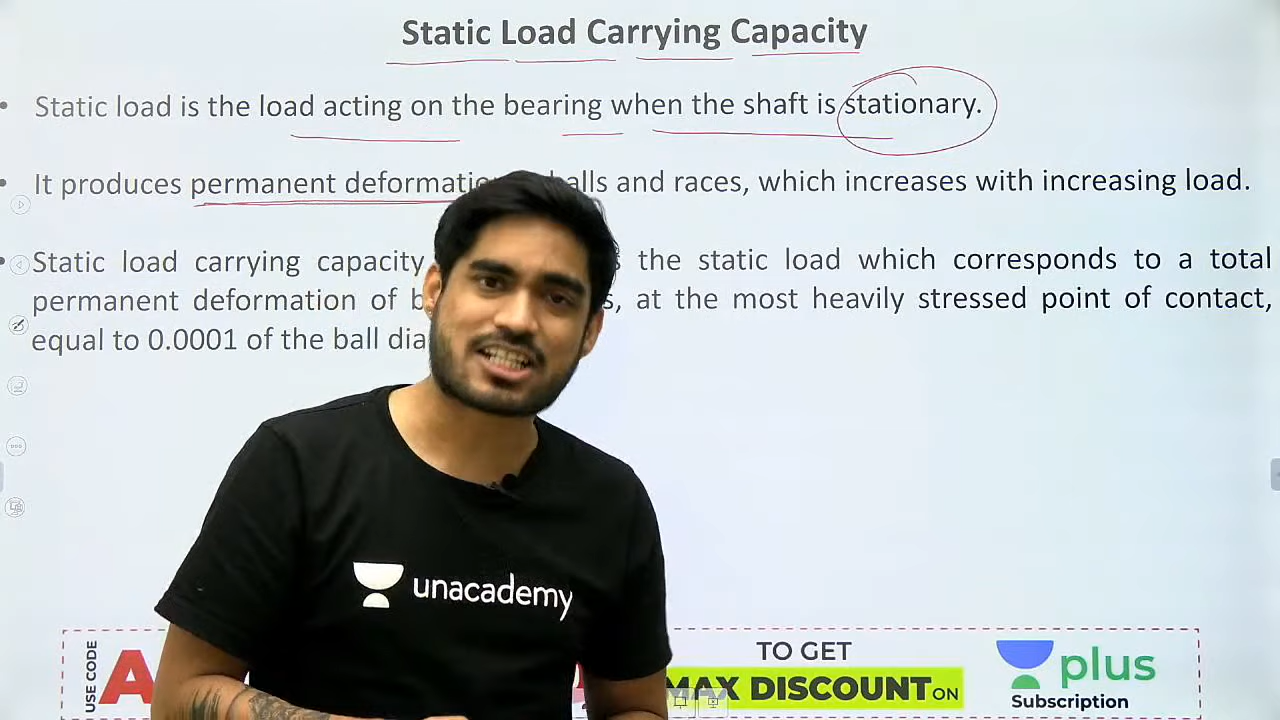 Static Load Carrying Capacity
• Static load is the load acting on the bearing when the shaft is stationary.
• It produces permanent balls and races, which increases with increasing load.
• Static load carrying capacity the static load which corresponds to a total
permanent deformation of at the most heavily stressed point of contact,
equal to 0.0001 of the ball
unacademy
USE CODE
TO GET
MAX DISCOUNT ON
plus
Subscription